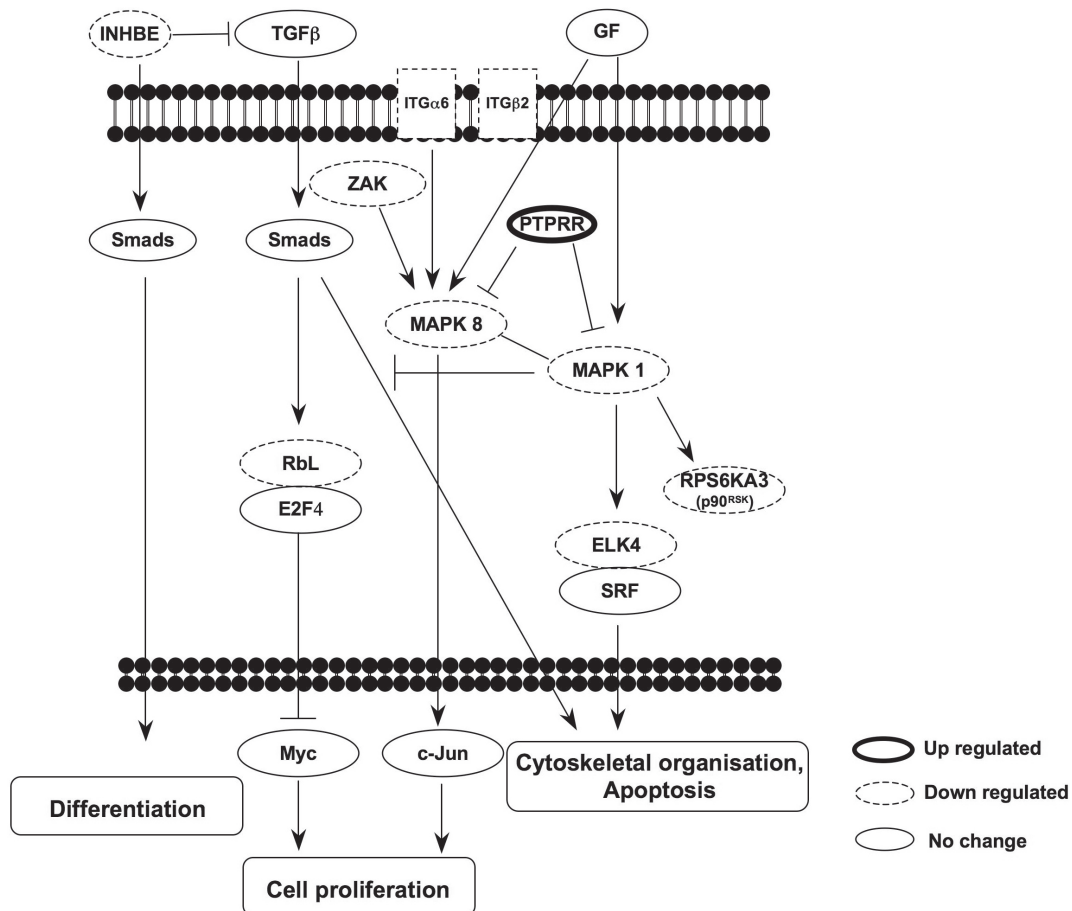 INHBE
TGFβ
GF
ITGα6
ITGβ2
ZAK
PTPRR
Smads
Smads
MAPK 8
MAPK 1
RbL
E2F4
RPS6KA3
(p90RSK)
ELK4
SRF
Myc
c-Jun
Cytoskeletal organisation,
Apoptosis
Differentiation
Cell proliferation
Up regulated
Down regulated
No change